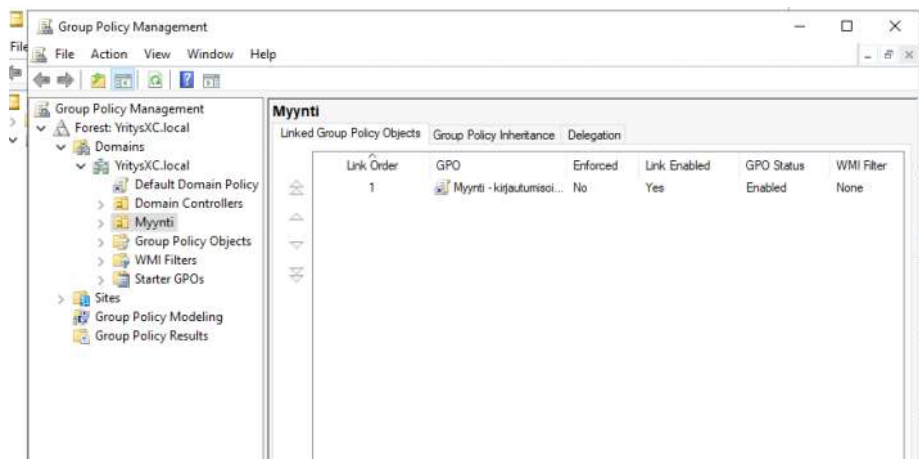 Group Policy Management
File
File Action View Window Help
Group Policy Management
Forest: YritysXC.local
Domains
YritysXC.local
Default Domain Policy
Domain Controllers
Myynti
Group Policy Objects
WMI Filters
Starter GPOs
Sites
Group Policy Modeling
Group Policy Results
Myynti
Linked Group Policy Objects Group Policy Inheritance Delegation
Link Order GPO Enforced Link Enabled GPO Status WMI Filter
1 Myynti - kirjautumisoi... No Yes Enabled None